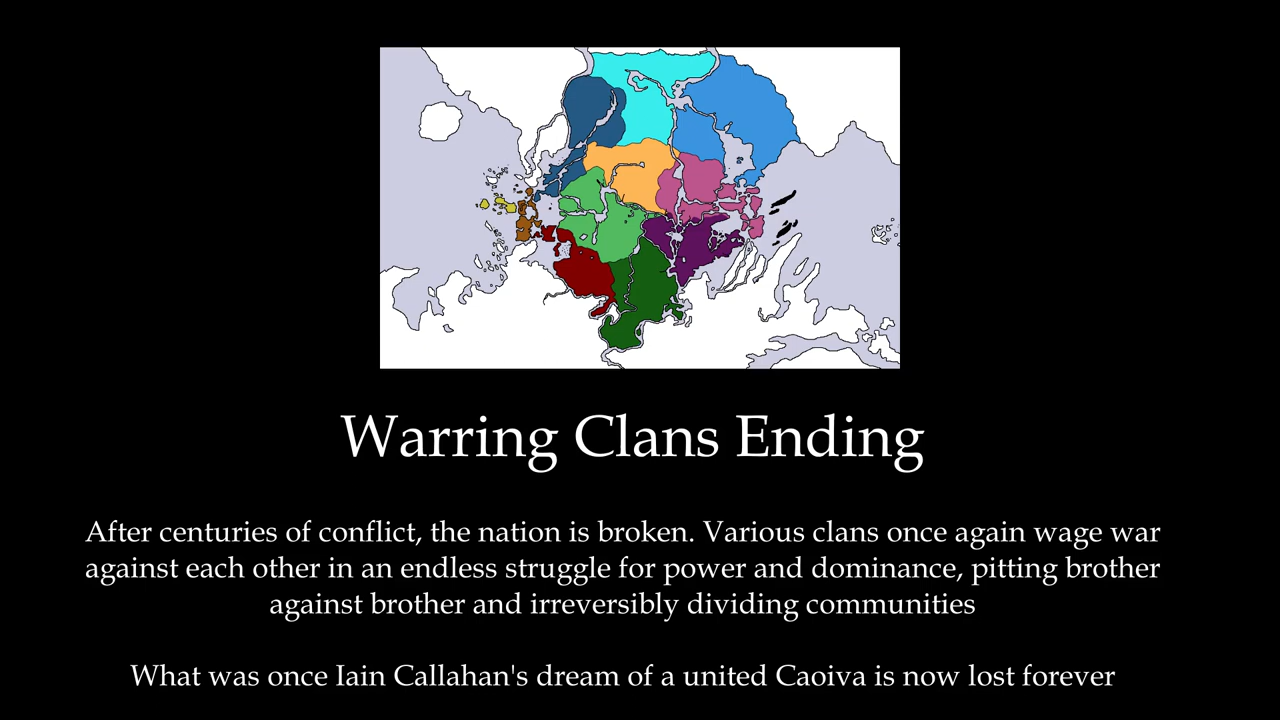 Warring Clans Ending
After centuries of conflict, the nation is broken. Various clans once again wage war
against each other in an endless struggle for power and dominance, pitting brother
against brother and irreversibly dividing communities
What was once Iain Callahan's dream of a united Caoiva is now lost forever